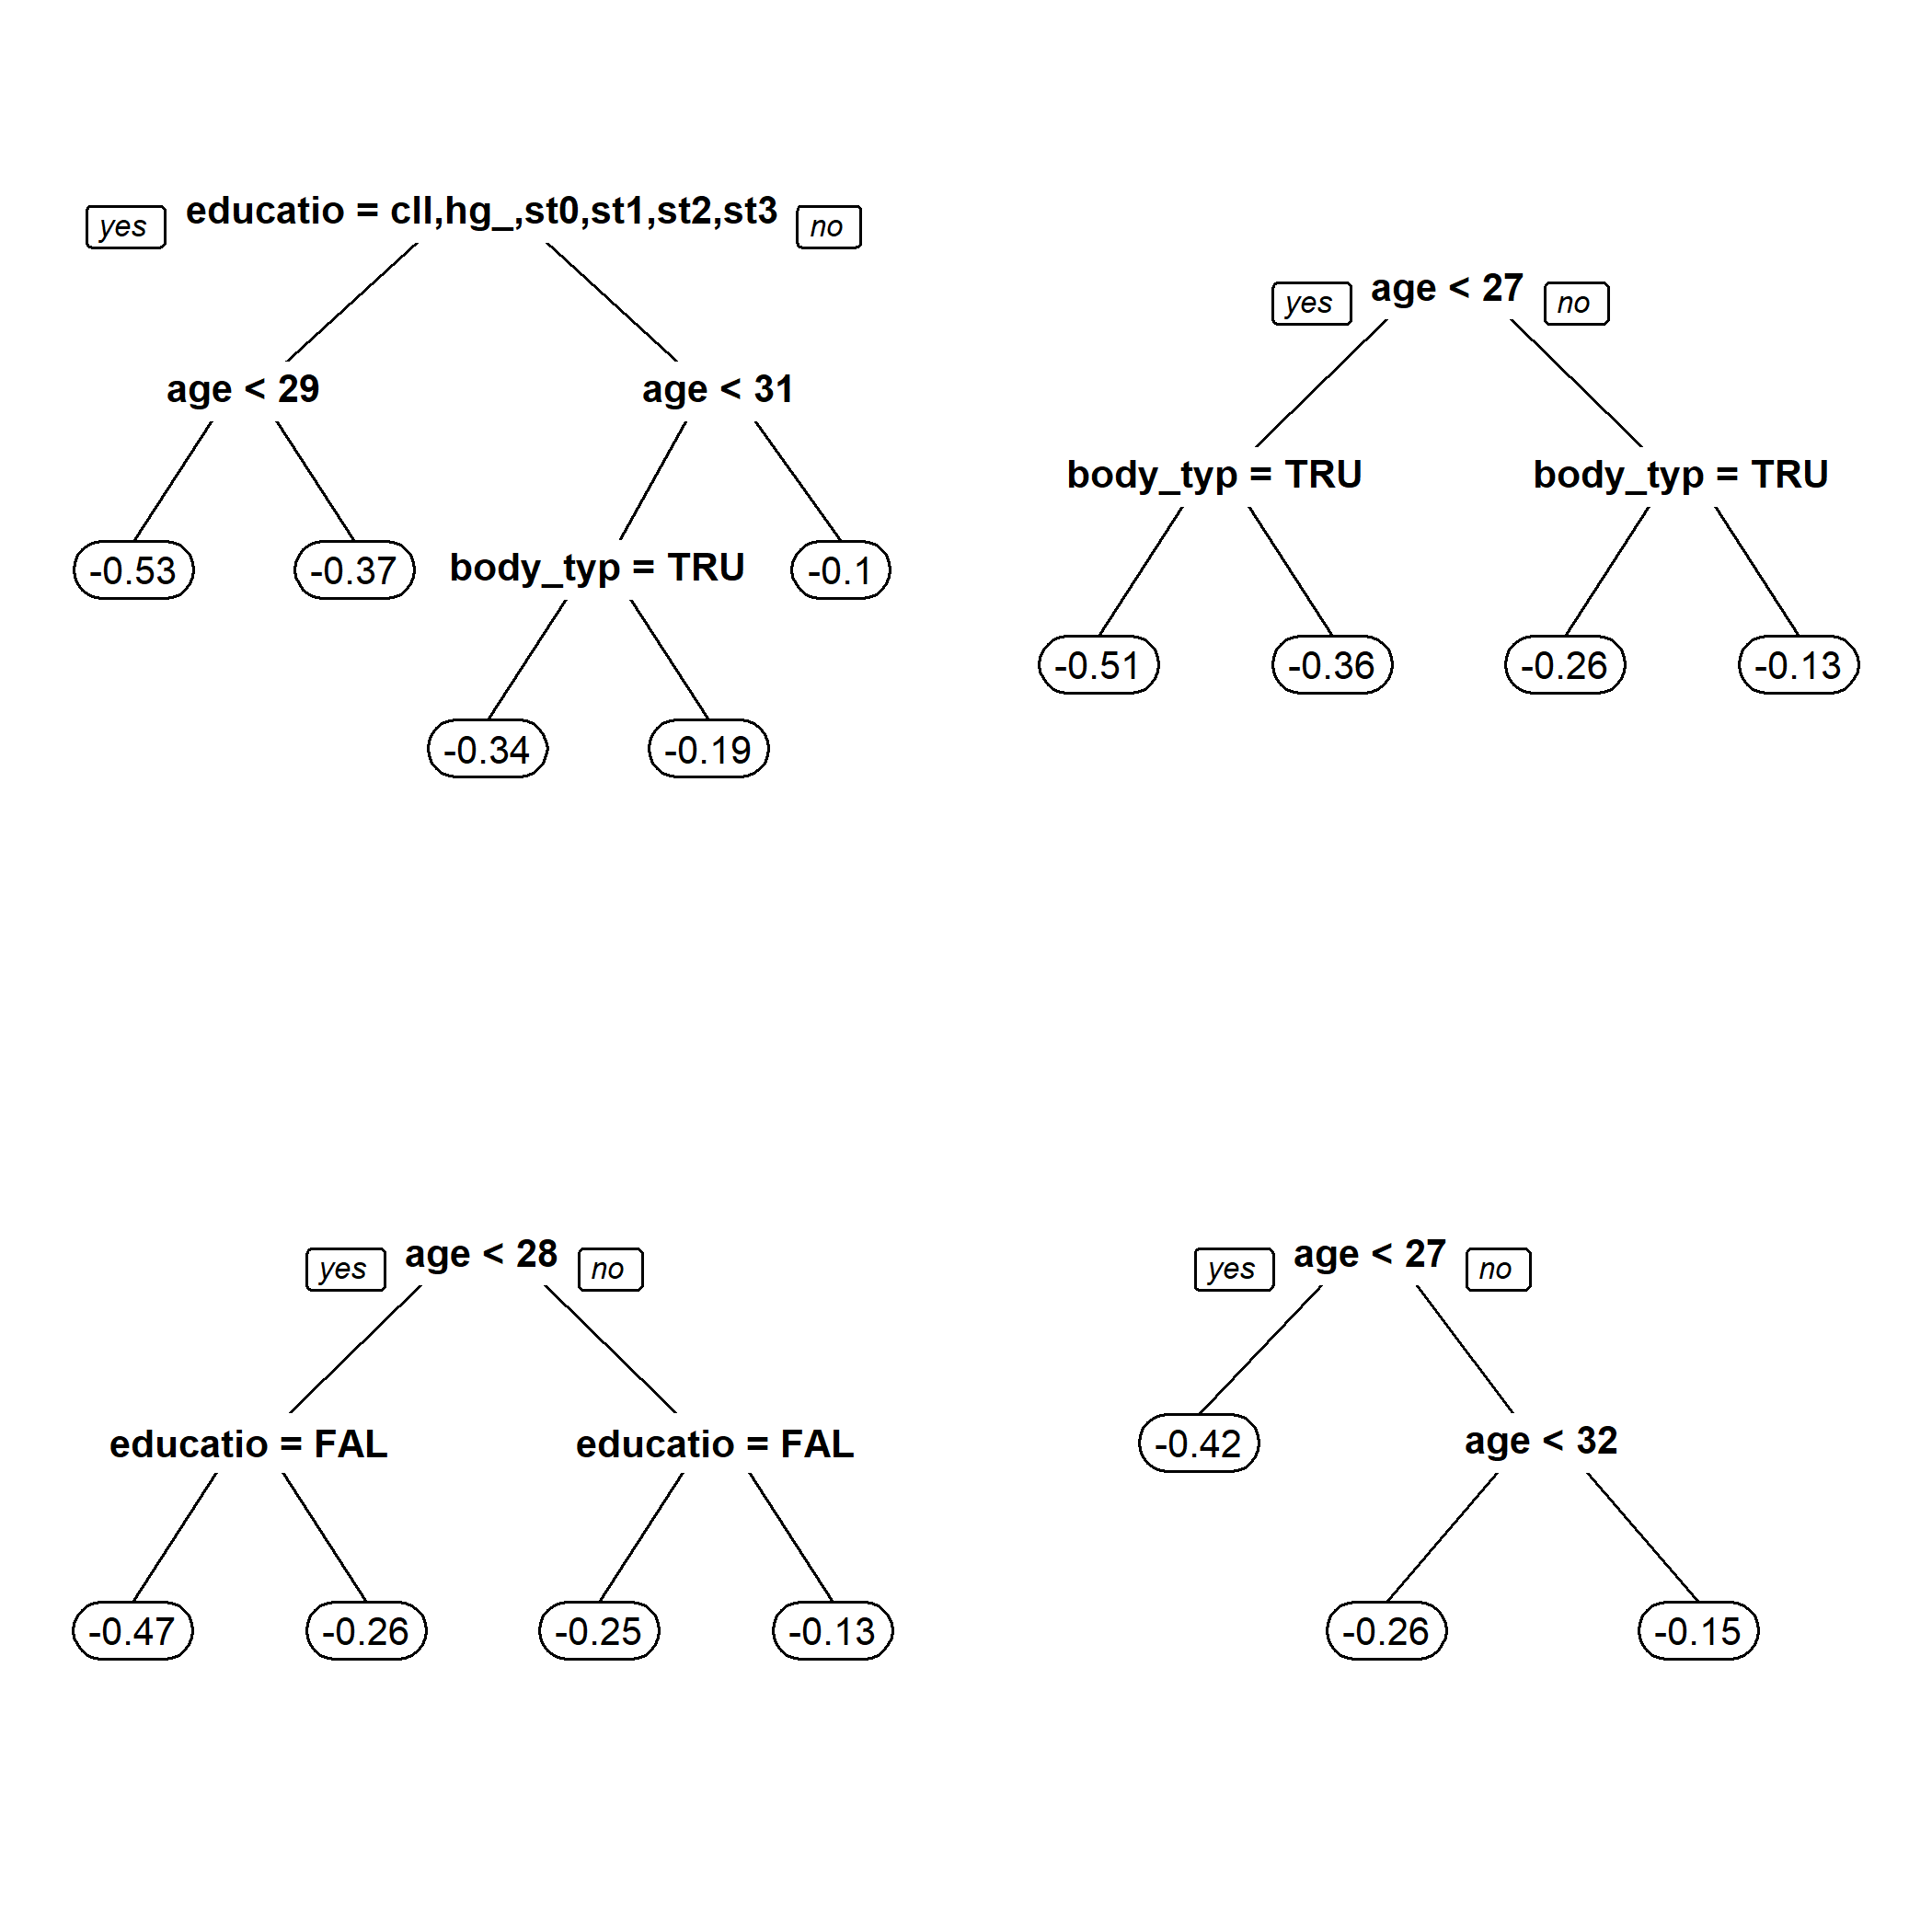 yes educatio = cll,hg_,st0,st1,st2,st3 no
age < 29 age < 31
-0.53 -0.37 body_typ = TRU -0.1
-0.34 -0.19
yes age < 27 no
body_typ = TRU body_typ = TRU
-0.51 -0.36 -0.26 -0.13
yes age < 28 no
educatio = FAL educatio = FAL
-0.47 -0.26 -0.25 -0.13
yes age < 27 no
-0.42 age < 32
-0.26 -0.15